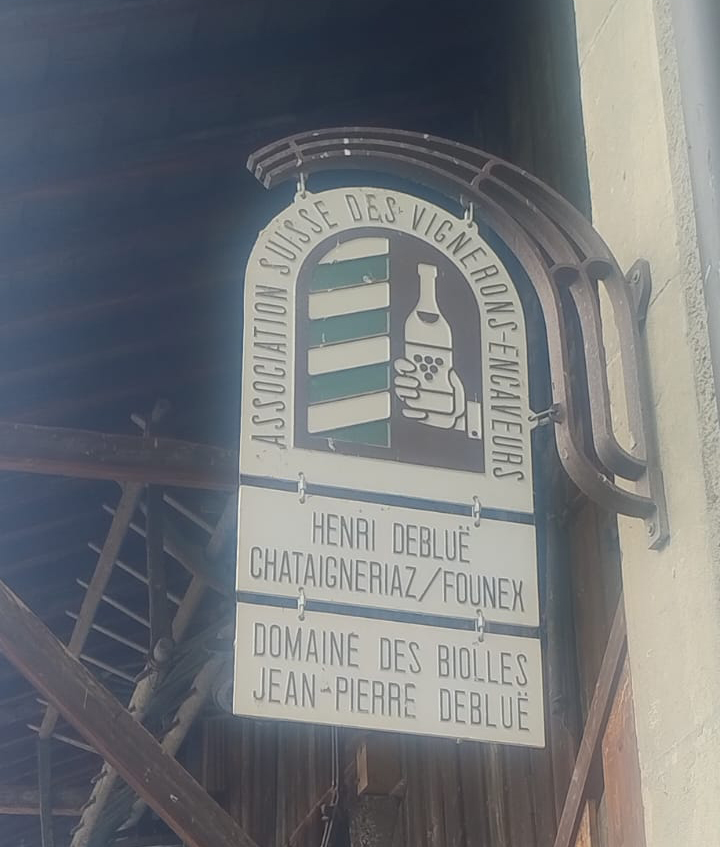 ASSOCIATION SUISSE DES VIGNERONS-ENCAVEURS
HENRI DEBLUË
CHATAIGNERIAZ/FOUNEX
DOMAINE DES BIOLLES
JEAN-PIERRE DEBLUË